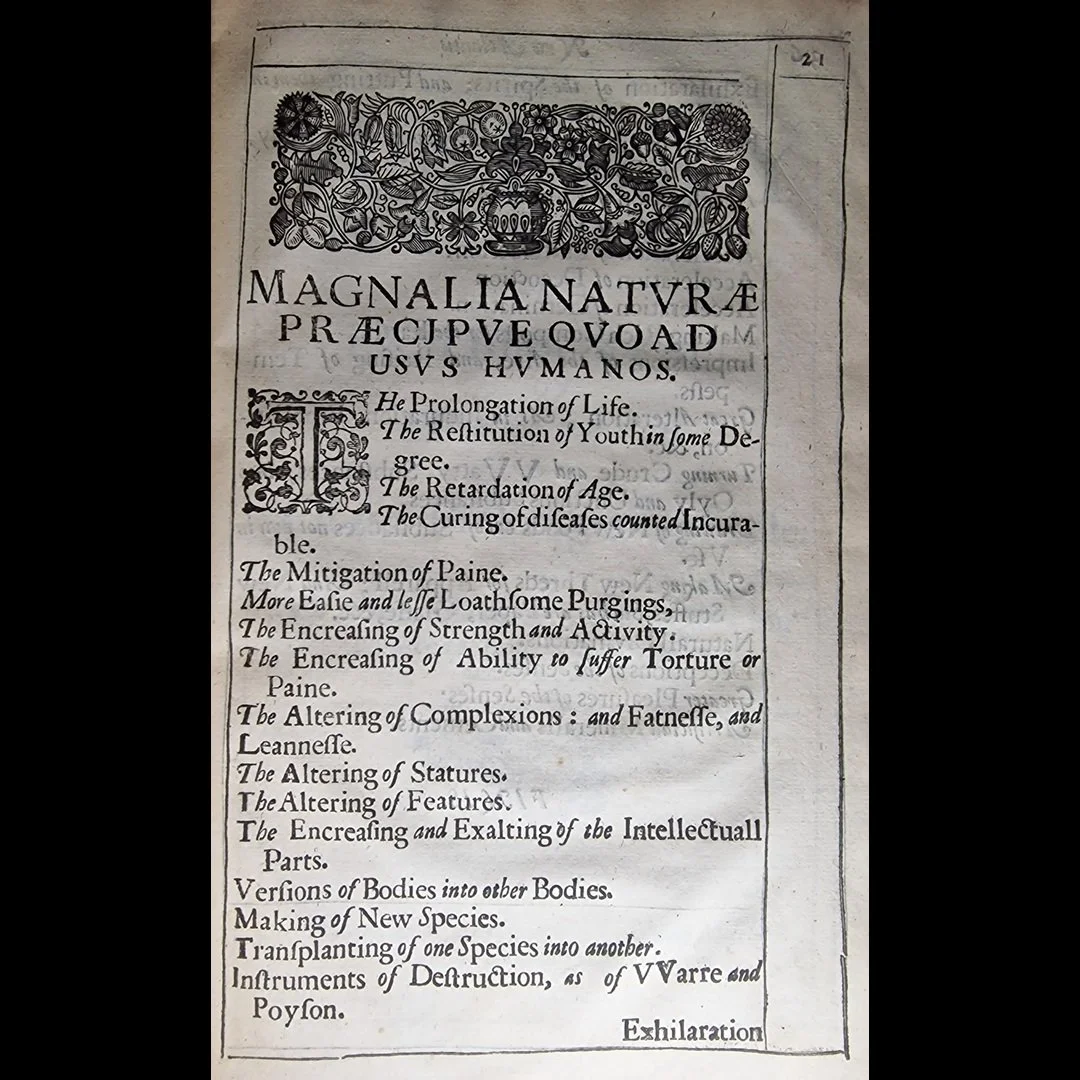 21
MAGNALIA NATVRÆ
PRÆCJPVE QVOAD
USVS HVMANOS.
THe Prolongation of Life.
The Reſtitution of Youth in ſome De-
gree.
The Retardation of Age.
The Curing of diſeaſes counted Incura-
ble.
The Mitigation of Paine.
More Eaſie and leſſe Loathſome Purgings,
The Encreaſing of Strength and Activity.
The Encreaſing of Ability to ſuffer Torture or
Paine.
The Altering of Complexions : and Fatneſſe, and
Leanneſſe.
The Altering of Statures.
The Altering of Features.
The Encreaſing and Exalting of the Intellectuall
Parts.
Verſions of Bodies into other Bodies.
Making of New Species.
Tranſplanting of one Species into another.
Inſtruments of Deſtruction, as of VVarre and
Poyſon.
Exhilaration